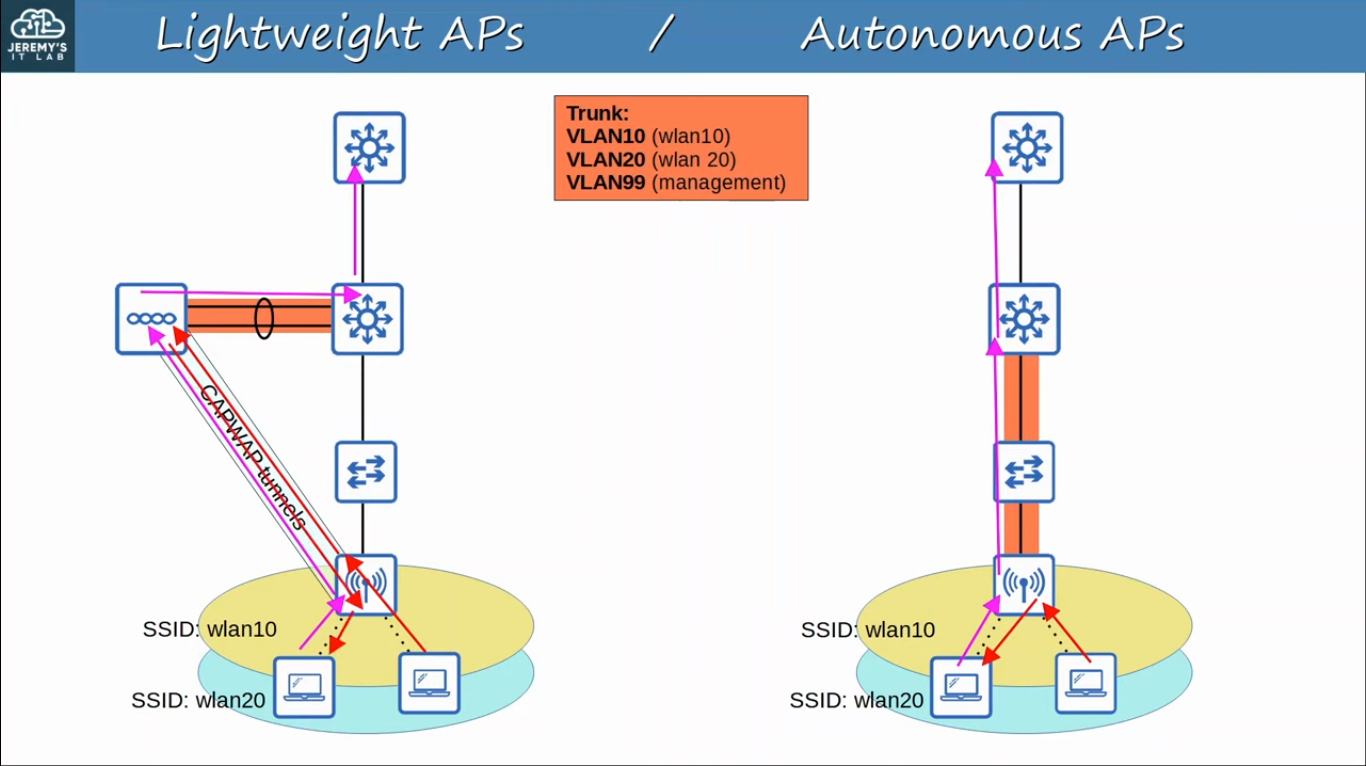 JEREMY'S
IT LAB
Lightweight APs / Autonomous APs
Trunk:
VLAN10 (wlan10)
VLAN20 (wlan 20)
VLAN99 (management)
CAPWAP tunnels
SSID: wlan10
SSID: wlan20
SSID: wlan10
SSID: wlan20